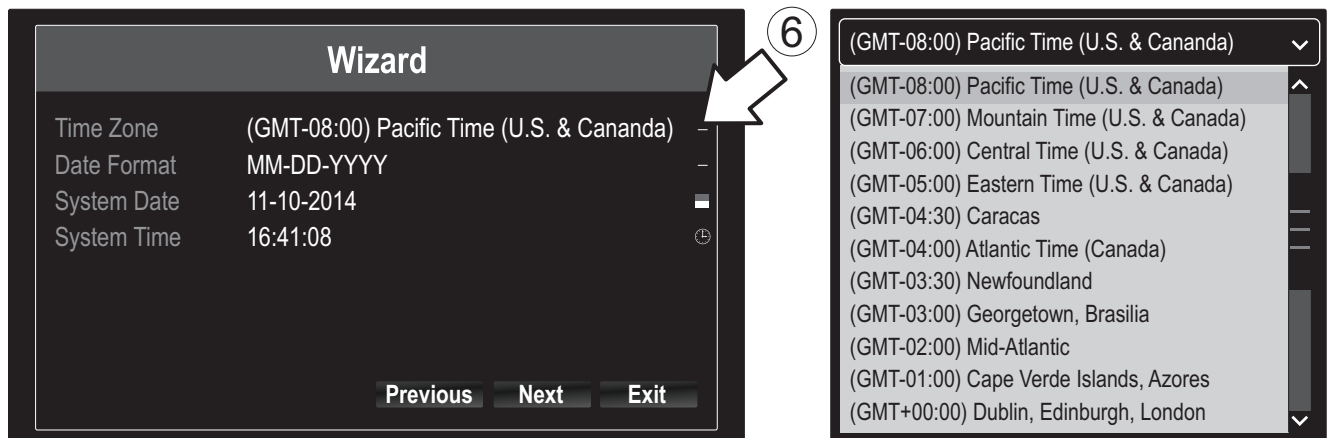 Wizard
Time Zone (GMT-08:00) Pacific Time (U.S. & Cananda)
Date Format MM-DD-YYYY
System Date 11-10-2014
System Time 16:41:08
Previous Next Exit
6
(GMT-08:00) Pacific Time (U.S. & Cananda)
(GMT-08:00) Pacific Time (U.S. & Canada)
(GMT-07:00) Mountain Time (U.S. & Canada)
(GMT-06:00) Central Time (U.S. & Canada)
(GMT-05:00) Eastern Time (U.S. & Canada)
(GMT-04:30) Caracas
(GMT-04:00) Atlantic Time (Canada)
(GMT-03:30) Newfoundland
(GMT-03:00) Georgetown, Brasilia
(GMT-02:00) Mid-Atlantic
(GMT-01:00) Cape Verde Islands, Azores
(GMT+00:00) Dublin, Edinburgh, London